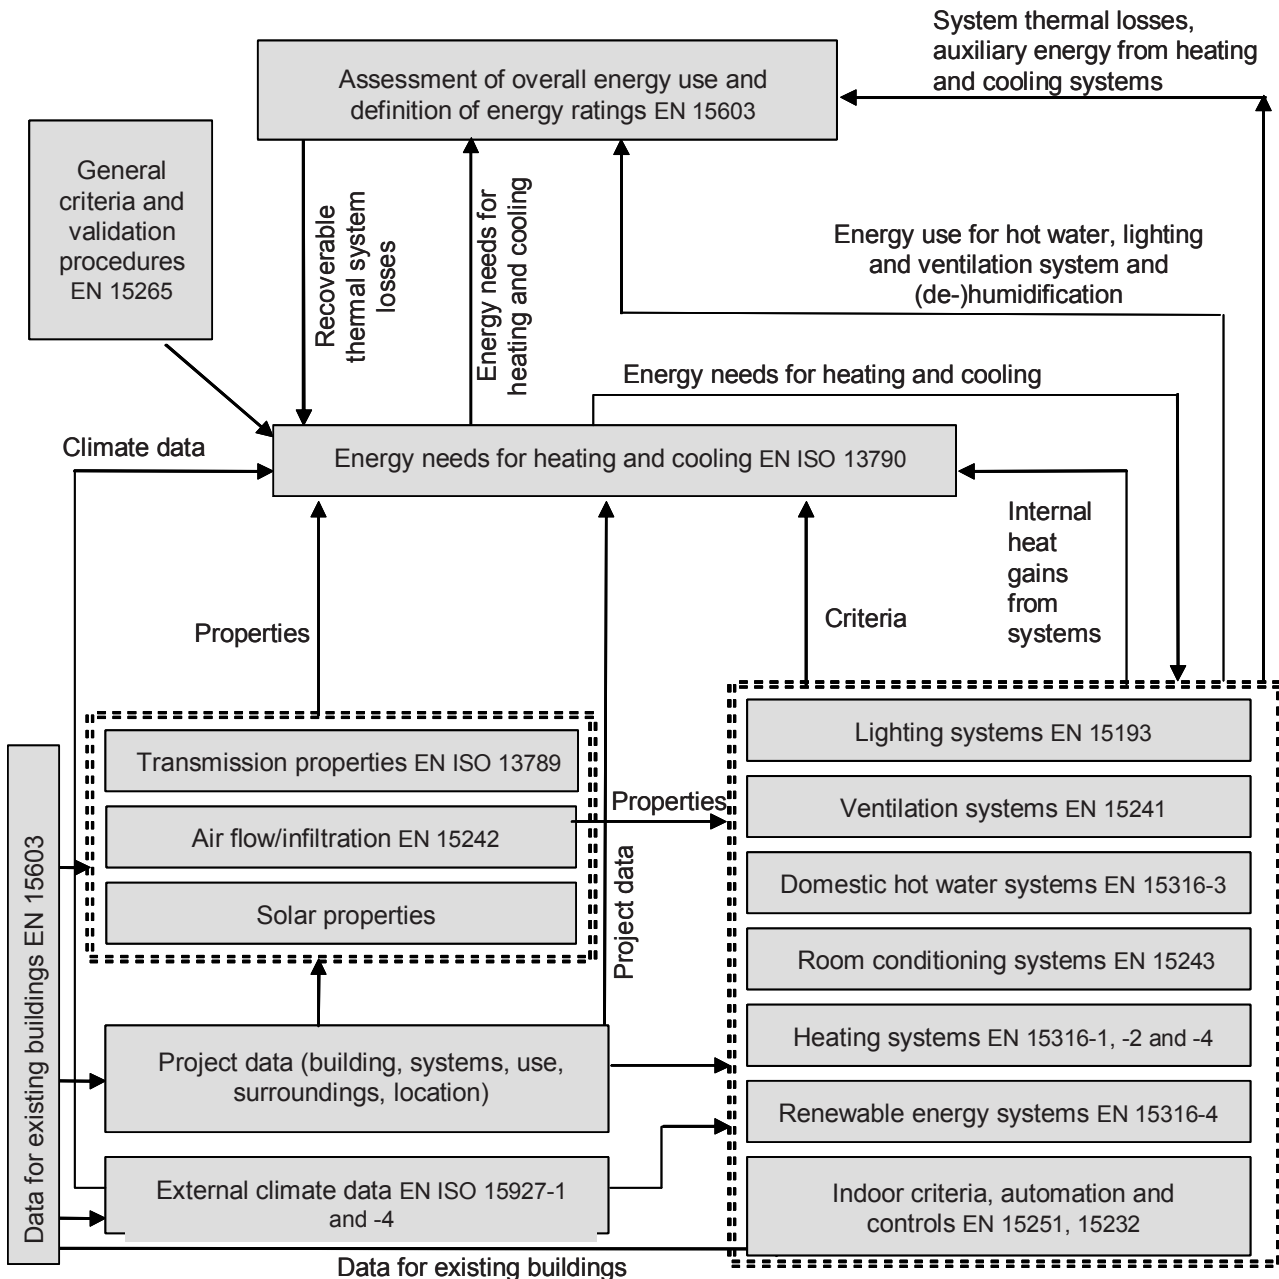 System thermal losses,
auxiliary energy from heating
and cooling systems
Assessment of overall energy use and
definition of energy ratings EN 15603
General
criteria and
validation
procedures
EN 15265
Recoverable
thermal system
losses
Energy needs for
heating and cooling
Energy use for hot water, lighting
and ventilation system and
(de-)humidification
Energy needs for heating and cooling
Climate data
Energy needs for heating and cooling EN ISO 13790
Internal
heat
gains
from
systems
Properties
Criteria
Transmission properties EN ISO 13789
Air flow/infiltration EN 15242
Solar properties
Properties
Project data
Data for existing buildings EN 15603
Project data (building, systems, use,
surroundings, location)
External climate data EN ISO 15927-1
and -4
Lighting systems EN 15193
Ventilation systems EN 15241
Domestic hot water systems EN 15316-3
Room conditioning systems EN 15243
Heating systems EN 15316-1, -2 and -4
Renewable energy systems EN 15316-4
Indoor criteria, automation and
controls EN 15251, 15232
Data for existing buildings